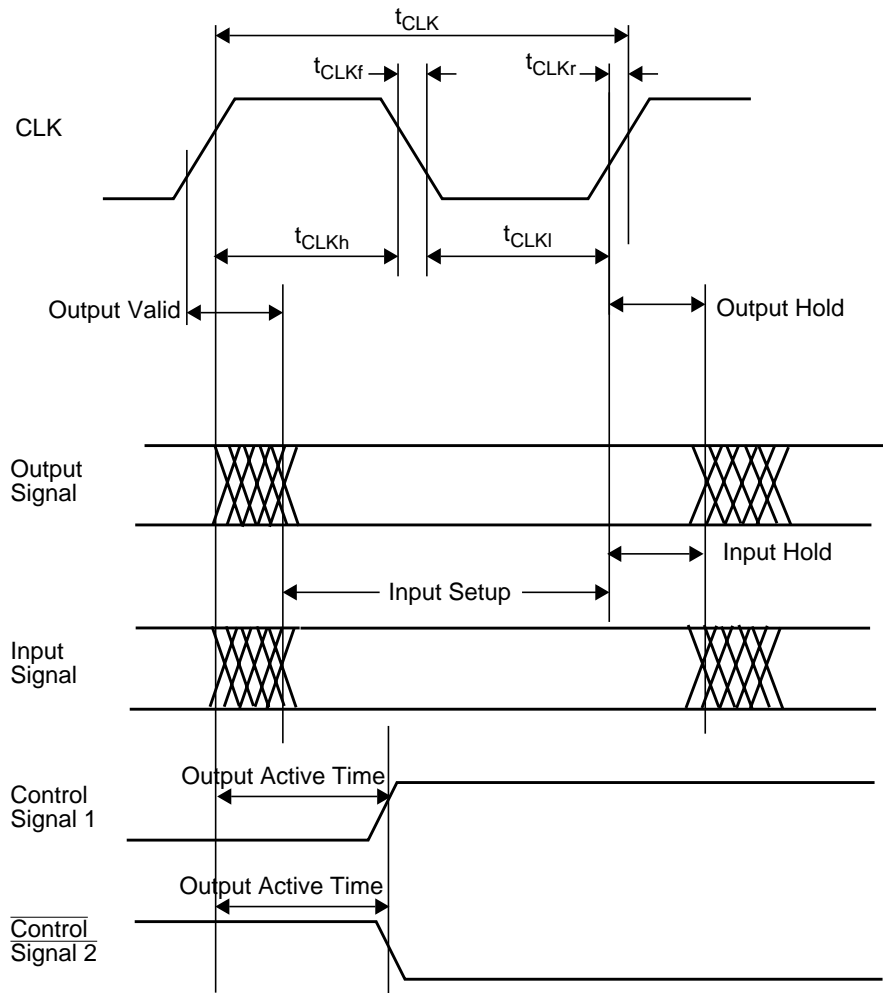 tCLK
tCLKf
tCLKr
CLK
tCLKh
tCLKl
Output Valid
Output Hold
Output
Signal
Input Hold
Input Setup
Input
Signal
Output Active Time
Control
Signal 1
Output Active Time
Control
Signal 2